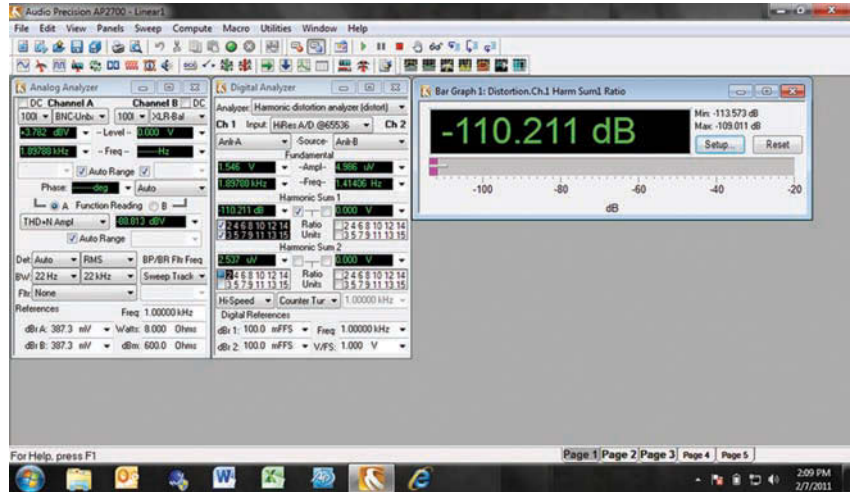 Audio Precision AP2700 - Linear1
File Edit View Panels Sweep Compute Macro Utilities Window Help
Analog Analyzer
DC Channel A Channel B DC
100l BNC-Unb 100l XLR-Bal
+3.782 dBV - Level - 0.000 V
1.89788 kHz - Freq - Hz
Auto Range
Phase: deg Auto
A Function Reading B
THD+N Ampl -88.813 dBV
Auto Range
Det: Auto RMS BP/BR Fltr Freq
BW: 22 Hz 22 kHz Sweep Track
Fltr: None
References Freq: 1.00000 kHz
dBr A: 387.3 mV Watts: 8.000 Ohms
dBr B: 387.3 mV dBm: 600.0 Ohms
Digital Analyzer
Analyzer: Harmonic distortion analyzer (distort)
Ch 1 Input: HiRes A/D @65536 Ch 2
Anlr-A -Source- Anlr-B
Fundamental
1.546 V -Ampl- 4.986 uV
1.89788 kHz -Freq- 1.41406 Hz
Harmonic Sum 1
-110.211 dB 0.000 V
2 4 6 8 10 12 14 Ratio 2 4 6 8 10 12 14
3 5 7 9 11 13 15 Units 3 5 7 9 11 13 15
Harmonic Sum 2
2.537 uV 0.000 V
2 4 6 8 10 12 14 Ratio 2 4 6 8 10 12 14
3 5 7 9 11 13 15 Units 3 5 7 9 11 13 15
Hi-Speed Counter Tur 1.00000 kHz
Digital References
dBr 1: 100.0 mFFS Freq: 1.00000 kHz
dBr 2: 100.0 mFFS V/FS: 1.000 V
Bar Graph 1: Distortion.Ch.1 Harm Sum1 Ratio
-110.211 dB
Min: -113.573 dB
Max: -109.011 dB
Setup... Reset
-100 -80 -60 -40 -20
dB
For Help, press F1
Page 1 Page 2 Page 3 Page 4 Page 5
2:09 PM
2/7/2011